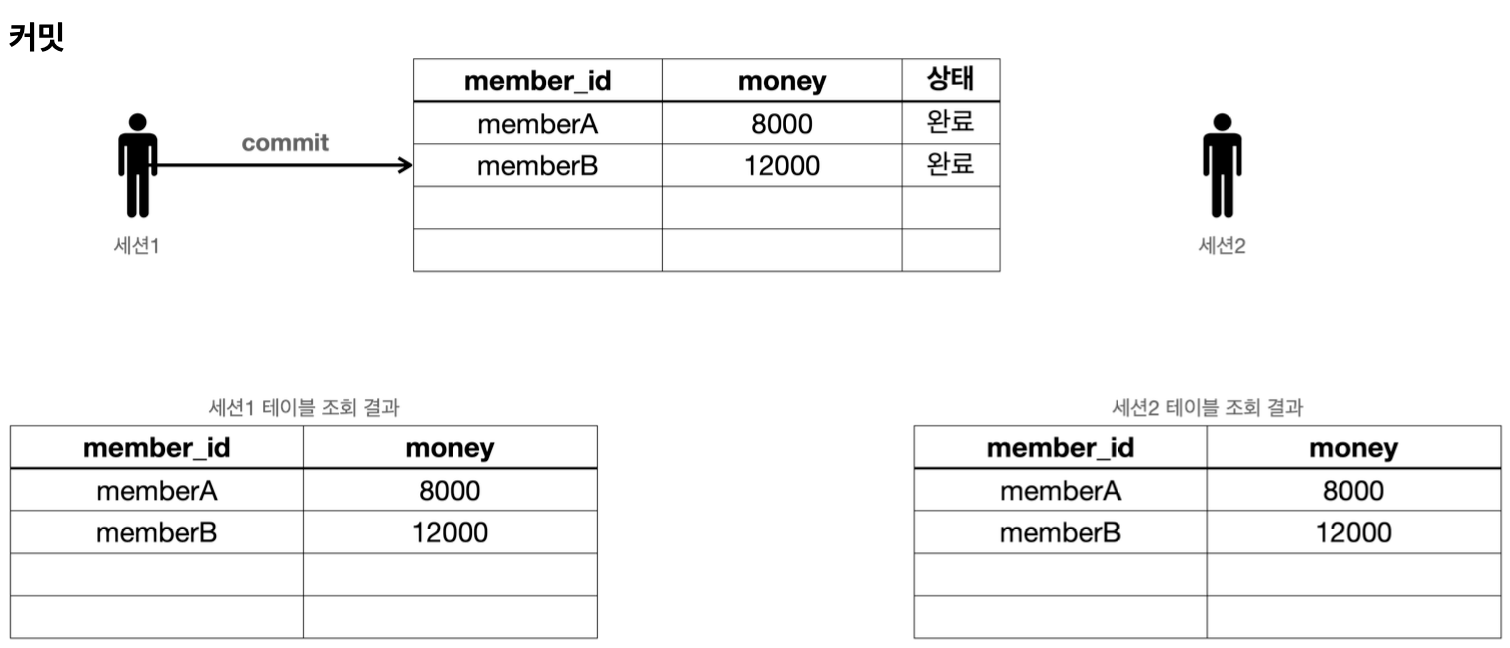 커밋
member_id money 상태
memberA 8000 완료
commit
memberB 12000 완료
세션1
세션2
세션1 테이블 조회 결과
member_id money
memberA 8000
memberB 12000
세션2 테이블 조회 결과
member_id money
memberA 8000
memberB 12000